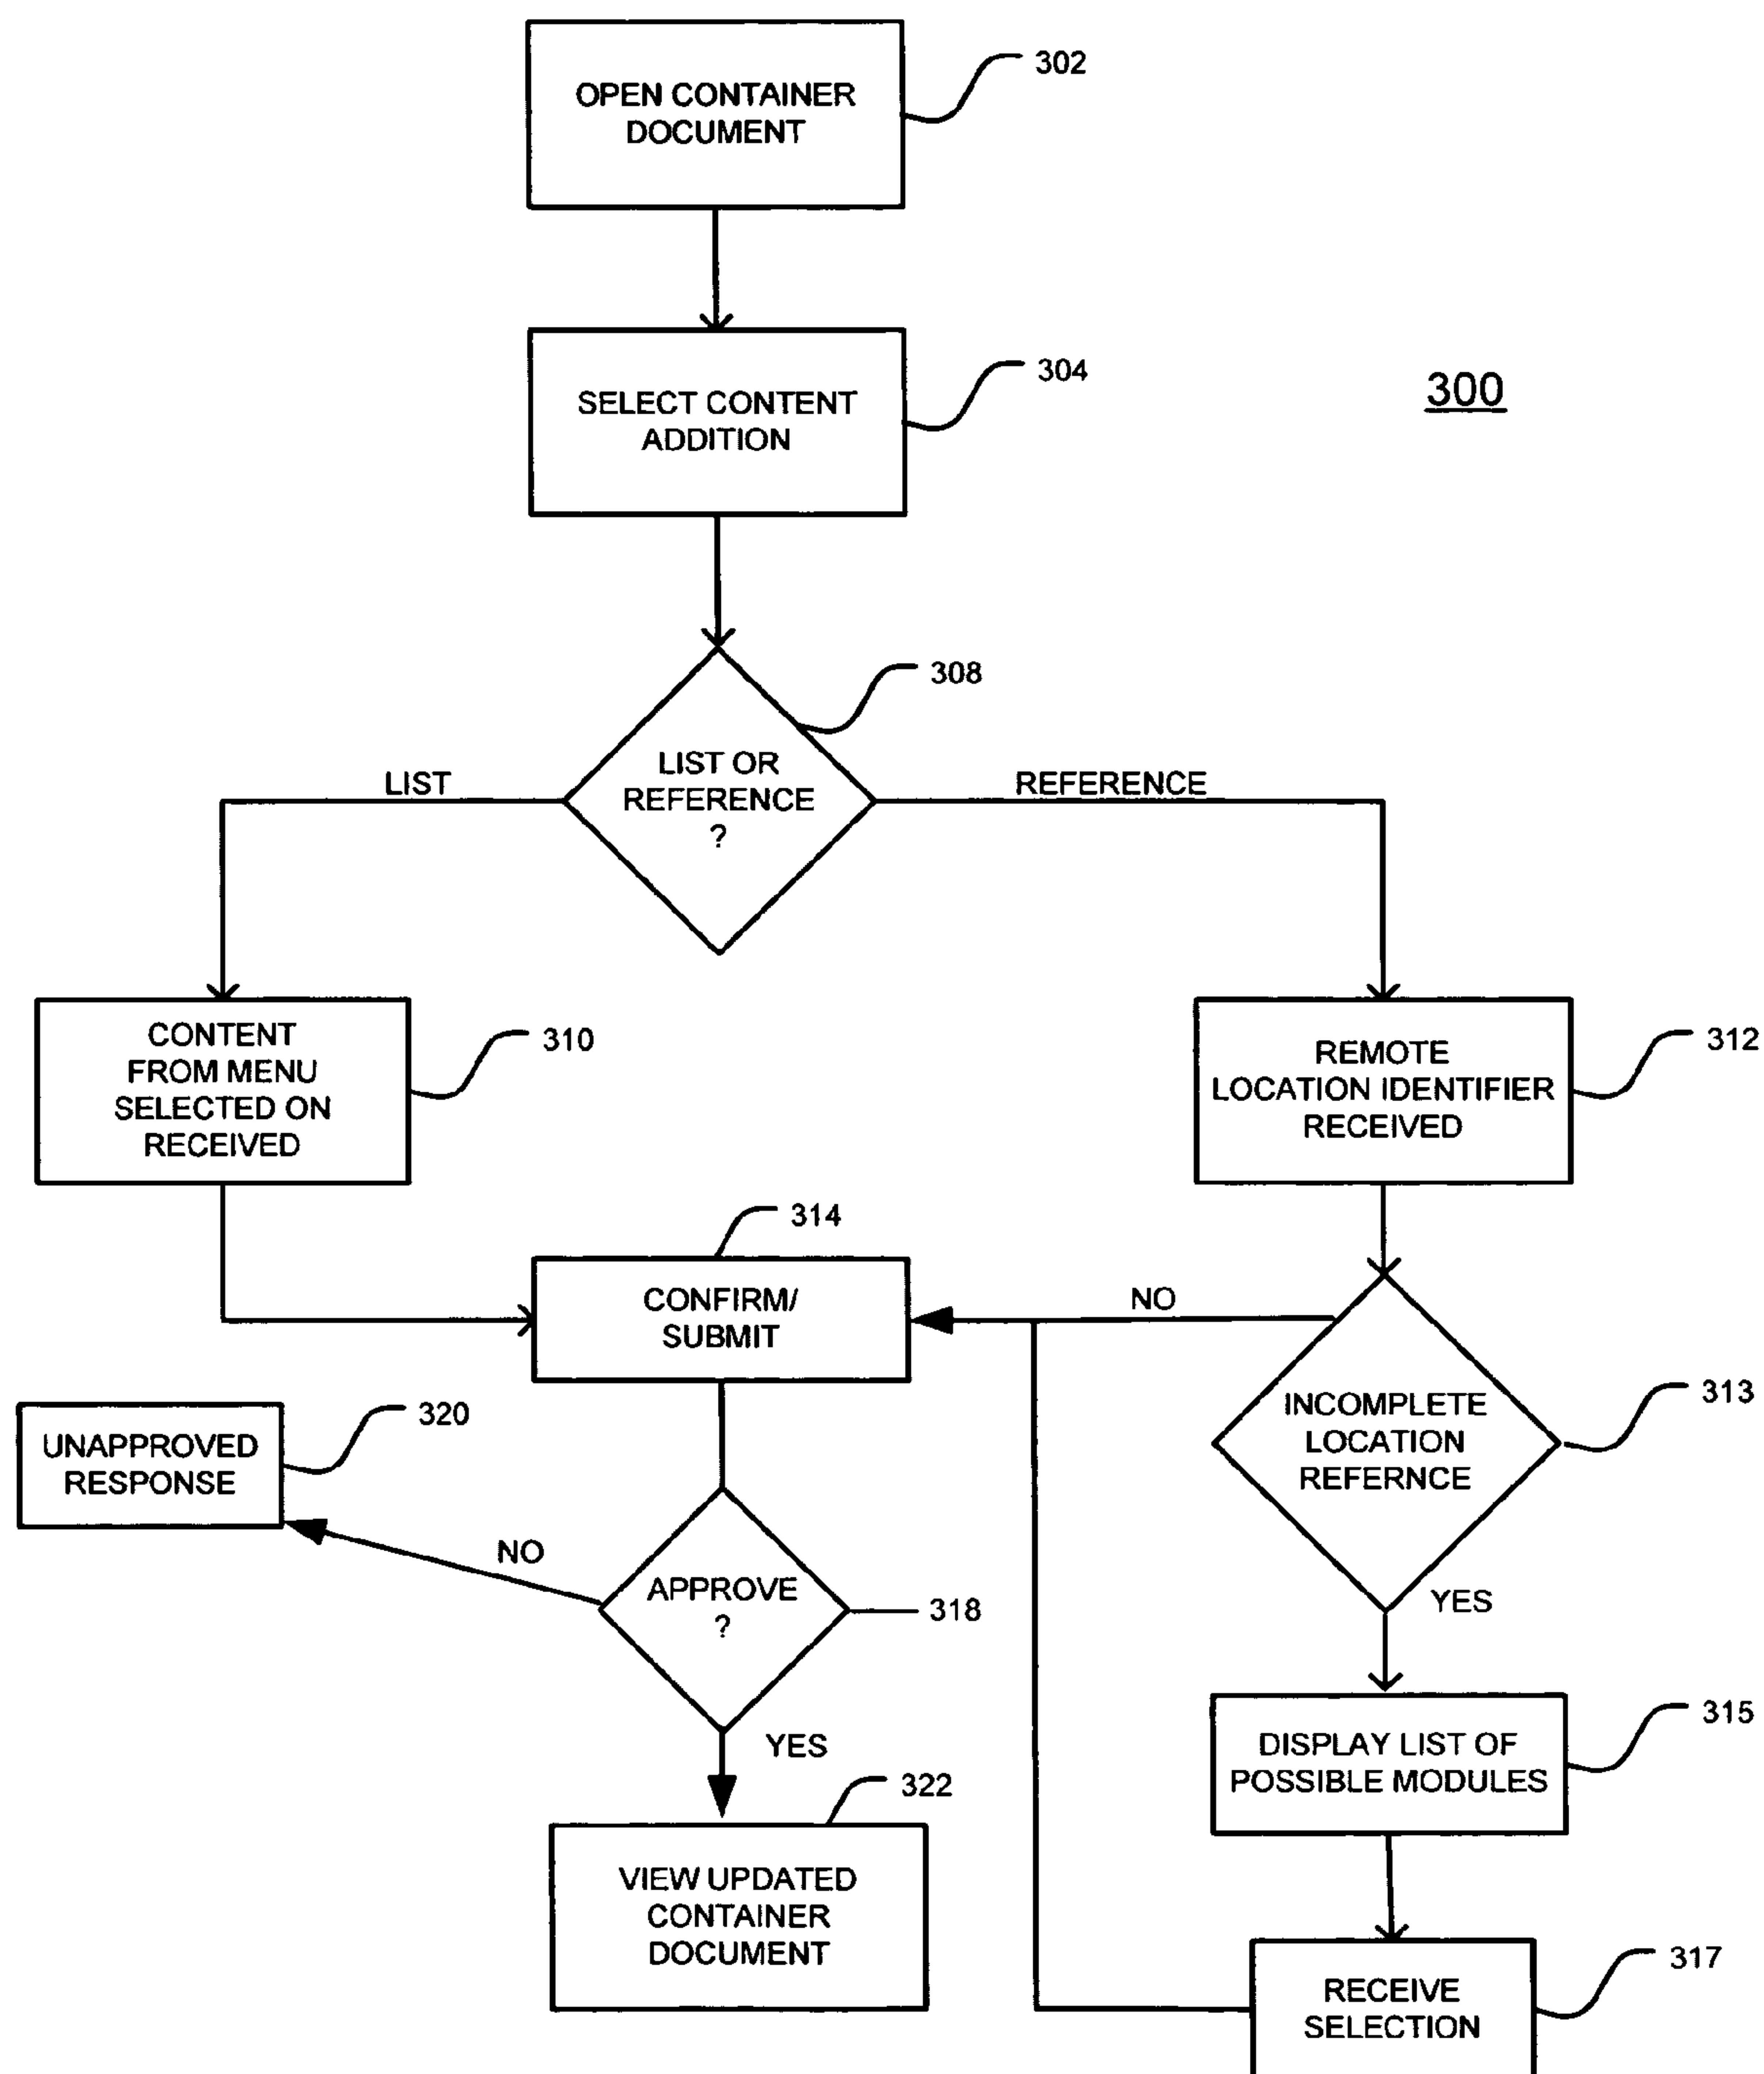 OPEN CONTAINER
DOCUMENT
302
SELECT CONTENT
ADDITION
304
300
LIST OR
REFERENCE
?
308
LIST
REFERENCE
CONTENT
FROM MENU
SELECTED ON
RECEIVED
310
REMOTE
LOCATION IDENTIFIER
RECEIVED
312
314
CONFIRM/
SUBMIT
NO
INCOMPLETE
LOCATION
REFERNCE
313
UNAPPROVED
RESPONSE
320
NO
APPROVE
?
318
YES
YES
DISPLAY LIST OF
POSSIBLE MODULES
315
322
VIEW UPDATED
CONTAINER
DOCUMENT
RECEIVE
SELECTION
317